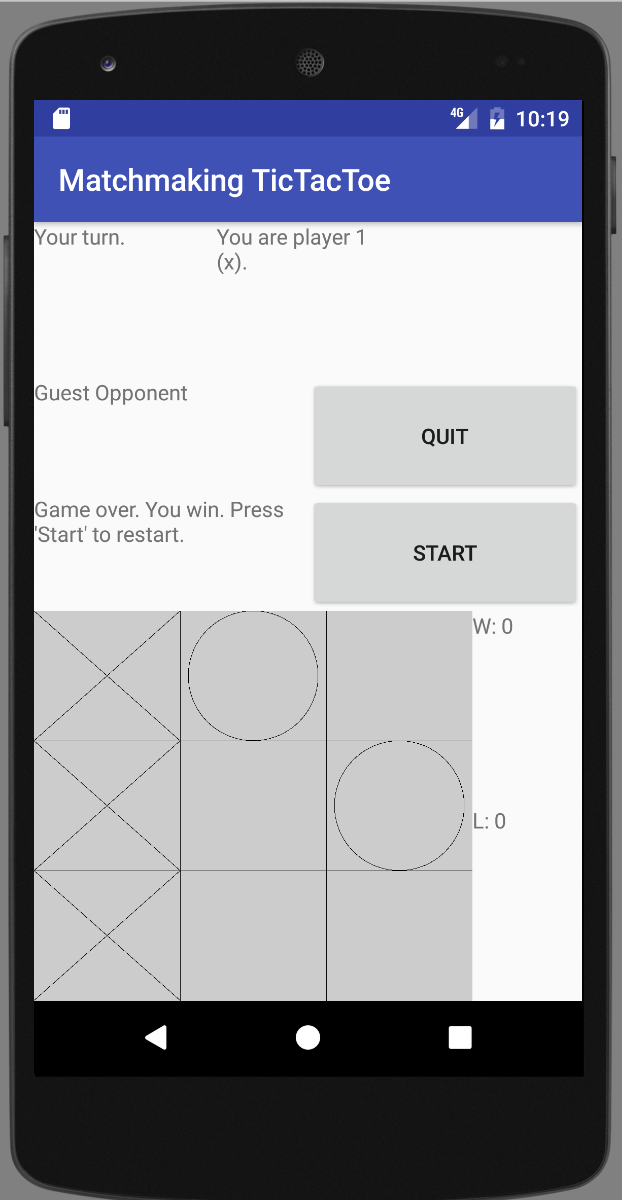 4G 10:19
Matchmaking TicTacToe
Your turn.
You are player 1
(x).
Guest Opponent
QUIT
Game over. You win. Press
'Start' to restart.
START
W: 0
L: 0